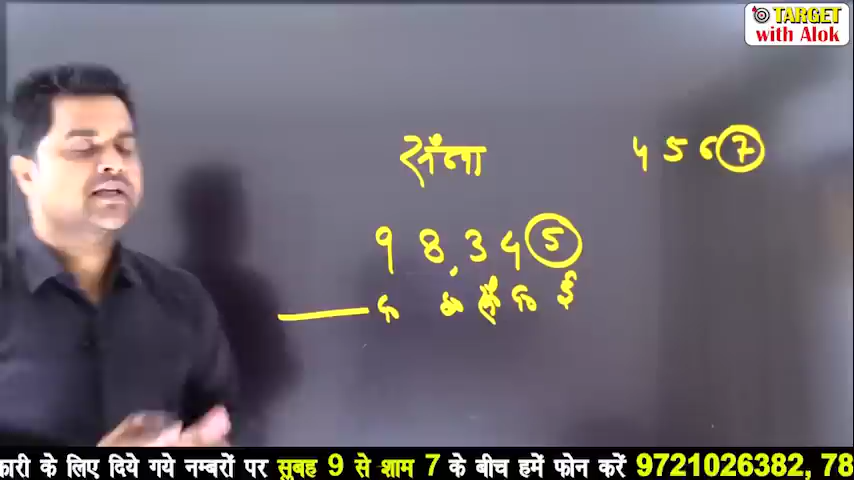 TARGET
with Alok
संख्या
4 5 6 7
9 8, 3 4 5
ई
कारी के लिए दिये गये नम्बरों पर सुबह 9 से शाम 7 के बीच हमें फोन करें 9721026382, 78